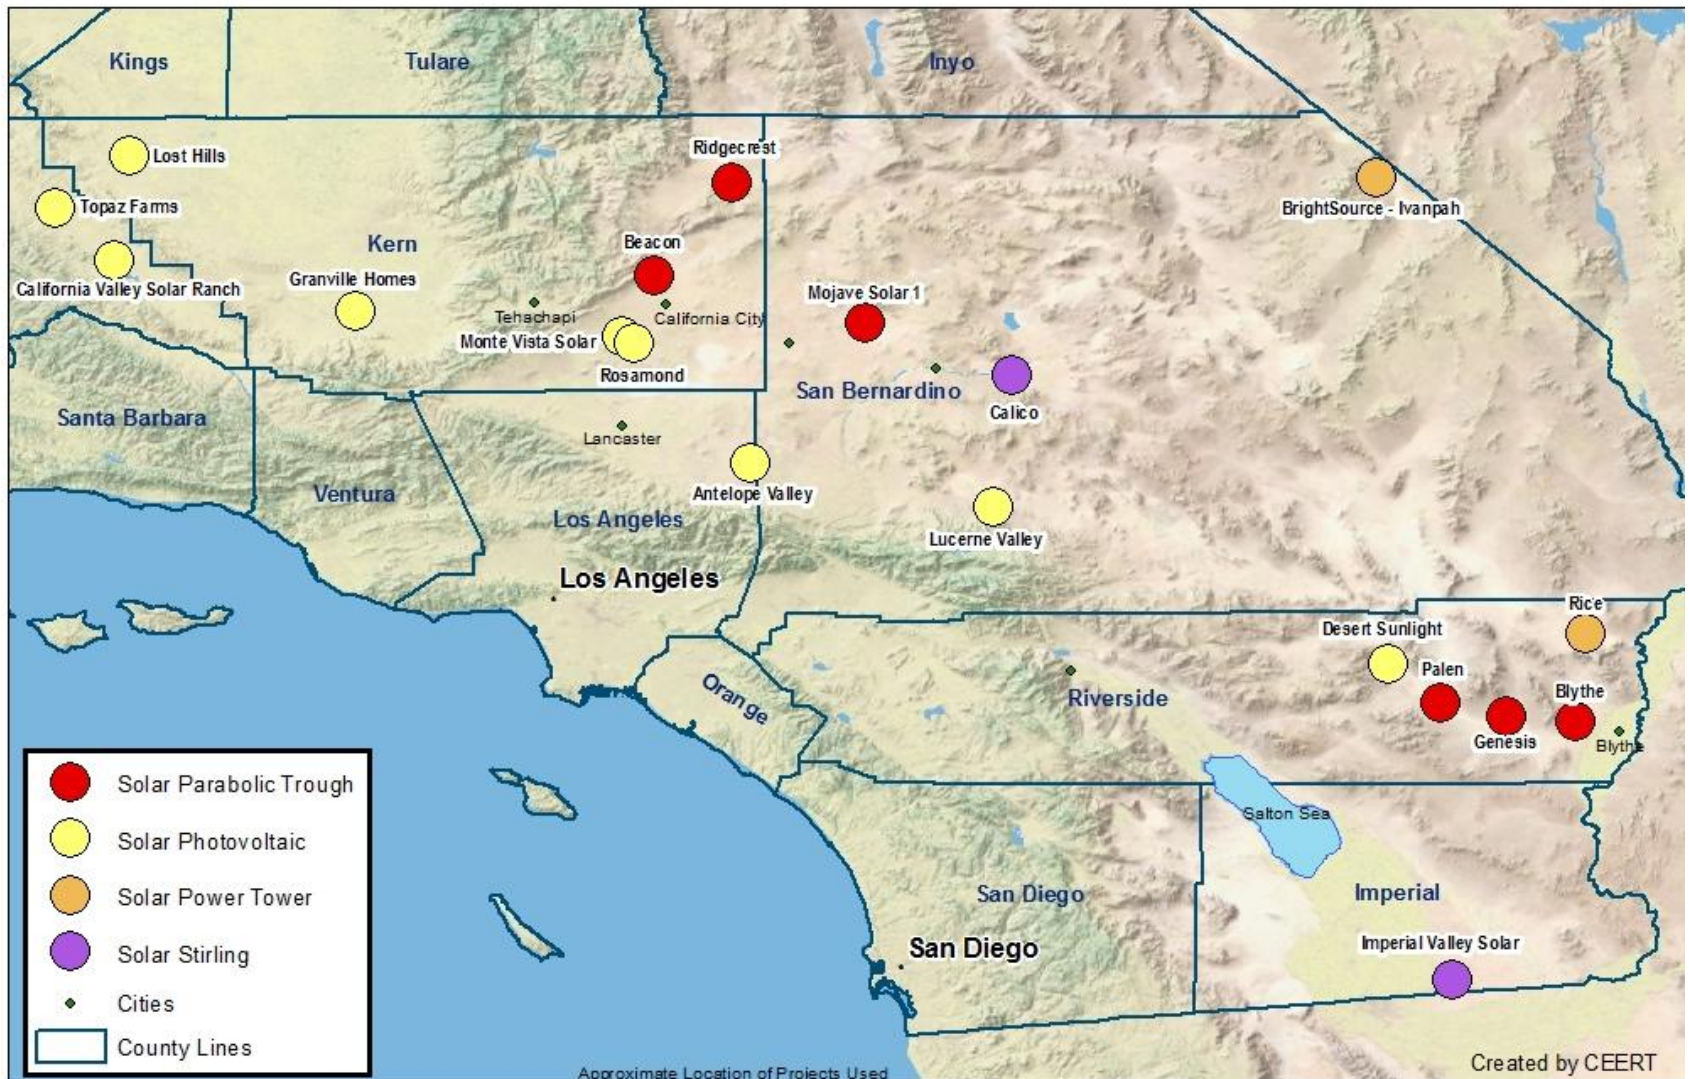 Kings
Tulare
Inyo
Lost Hills
Ridgecrest
Topaz Farms
BrightSource - Ivanpah
Kern
Beacon
California Valley Solar Ranch
Granville Homes
Mojave Solar 1
Tehachapi
California City
Monte Vista Solar
Rosamond
San Bernardino
Calico
Santa Barbara
Lancaster
Ventura
Antelope Valley
Los Angeles
Lucerne Valley
Los Angeles
Rice
Desert Sunlight
Palen
Orange
Riverside
Blythe
Genesis
Blythe
Solar Parabolic Trough
Salton Sea
Solar Photovoltaic
Solar Power Tower
San Diego
Imperial
Solar Stirling
San Diego
Imperial Valley Solar
Cities
County Lines
Approximate Location of Projects Used
Created by CEERT